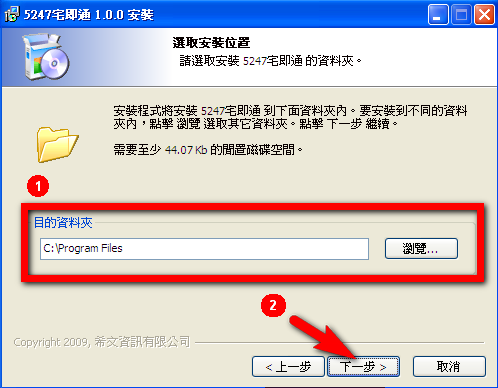 5247宅即通 1.0.0 安裝
選取安裝位置
請選取安裝 5247宅即通 的資料夾。
安裝程式將安裝 5247宅即通 到下面資料夾內。要安裝到不同的資料
夾內，點擊 瀏覽 選取其它資料夾。點擊 下一步 繼續。
需要至少 44.07 Kb 的閒置磁碟空間。
1
目的資料夾
C:\Program Files
瀏覽...
2
Copyright 2009, 希文資訊有限公司
< 上一步
下一步 >
取消